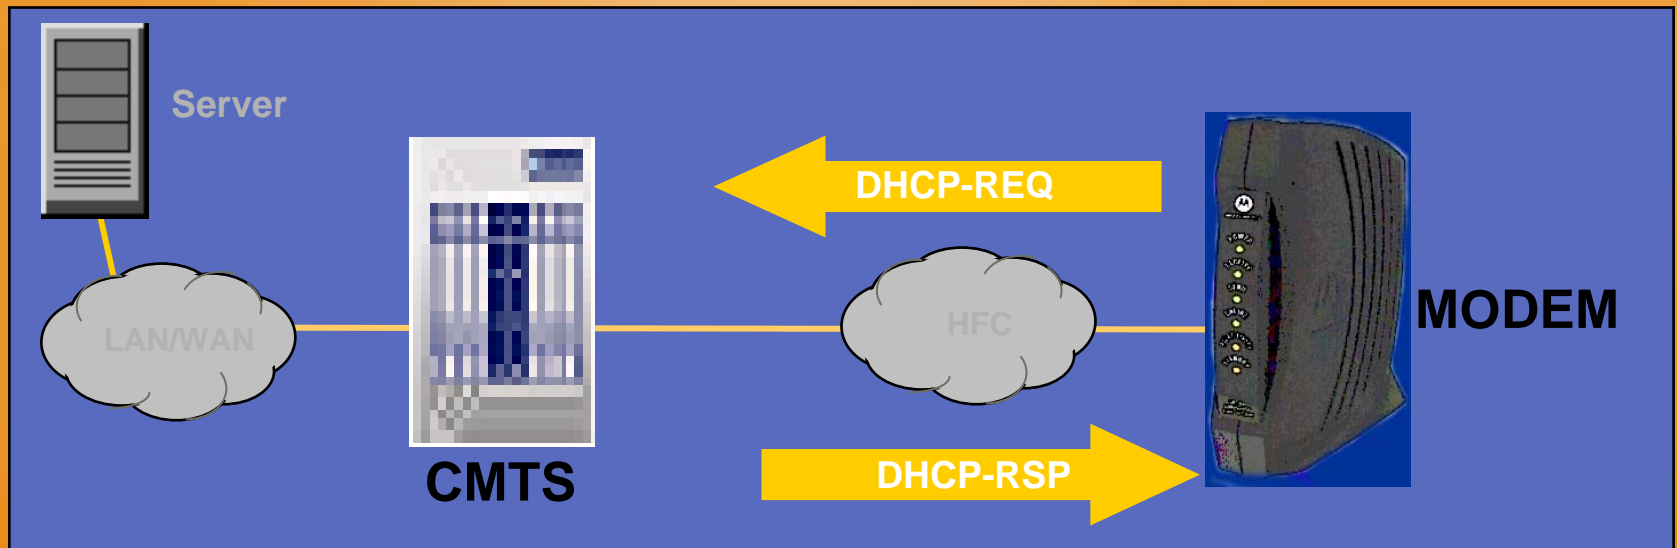 Server
DHCP-REQ
LAN/WAN
HFC
MODEM
CMTS
DHCP-RSP